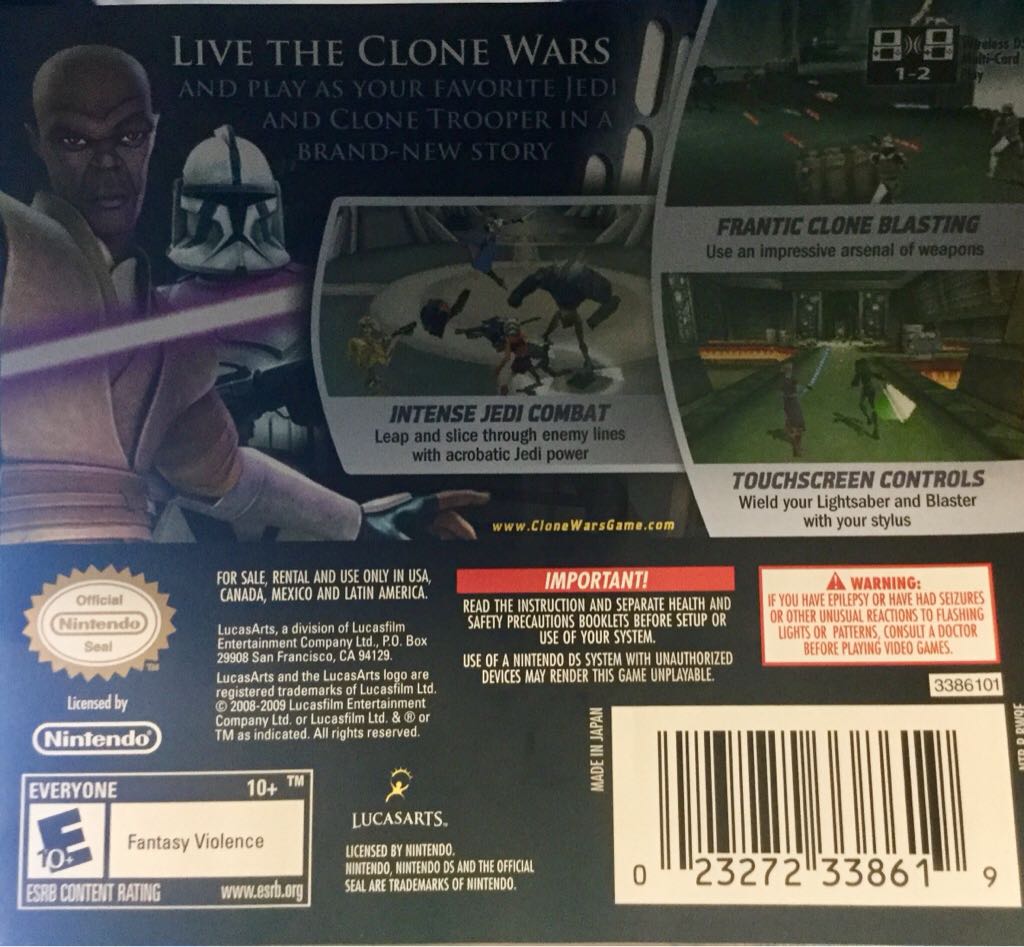 LIVE THE CLONE WARS
AND PLAY AS YOUR FAVORITE JEDI
AND CLONE TROOPER IN A
BRAND-NEW STORY
1-2
Wireless DS
Multi-Card
Play
FRANTIC CLONE BLASTING
Use an impressive arsenal of weapons
INTENSE JEDI COMBAT
Leap and slice through enemy lines
with acrobatic Jedi power
TOUCHSCREEN CONTROLS
Wield your Lightsaber and Blaster
with your stylus
www.CloneWarsGame.com
Official
Nintendo
Seal
TM
Licensed by
Nintendo®
FOR SALE, RENTAL AND USE ONLY IN USA,
CANADA, MEXICO AND LATIN AMERICA.
LucasArts, a division of Lucasfilm
Entertainment Company Ltd., P.O. Box
29908 San Francisco, CA 94129.
LucasArts and the LucasArts logo are
registered trademarks of Lucasfilm Ltd.
© 2008-2009 Lucasfilm Entertainment
Company Ltd. or Lucasfilm Ltd. & ® or
TM as indicated. All rights reserved.
IMPORTANT!
READ THE INSTRUCTION AND SEPARATE HEALTH AND
SAFETY PRECAUTIONS BOOKLETS BEFORE SETUP OR
USE OF YOUR SYSTEM.
USE OF A NINTENDO DS SYSTEM WITH UNAUTHORIZED
DEVICES MAY RENDER THIS GAME UNPLAYABLE.
WARNING:
IF YOU HAVE EPILEPSY OR HAVE HAD SEIZURES
OR OTHER UNUSUAL REACTIONS TO FLASHING
LIGHTS OR PATTERNS, CONSULT A DOCTOR
BEFORE PLAYING VIDEO GAMES.
3386101
MADE IN JAPAN
EVERYONE 10+ ™
E
10+
Fantasy Violence
ESRB CONTENT RATING www.esrb.org
LUCASARTS™
LICENSED BY NINTENDO.
NINTENDO, NINTENDO DS AND THE OFFICIAL
SEAL ARE TRADEMARKS OF NINTENDO.
0 23272 33861 9